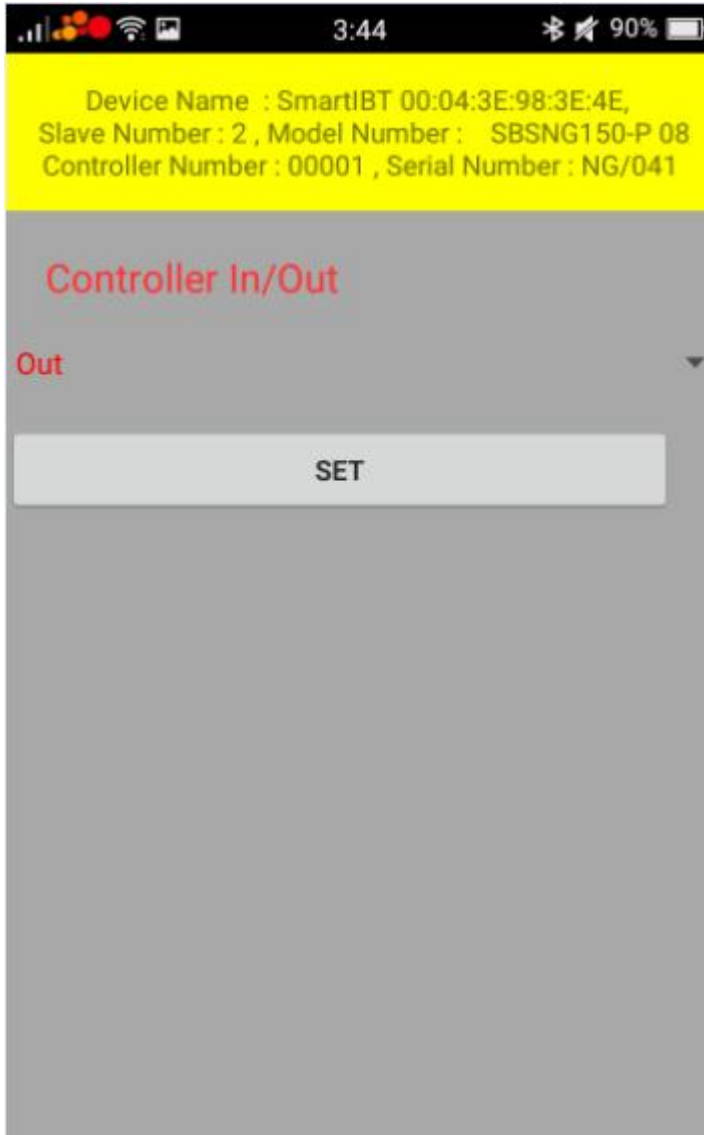 3:44 90%
Device Name : SmartIBT 00:04:3E:98:3E:4E,
Slave Number : 2 , Model Number : SBSNG150-P 08
Controller Number : 00001 , Serial Number : NG/041
Controller In/Out
Out
SET